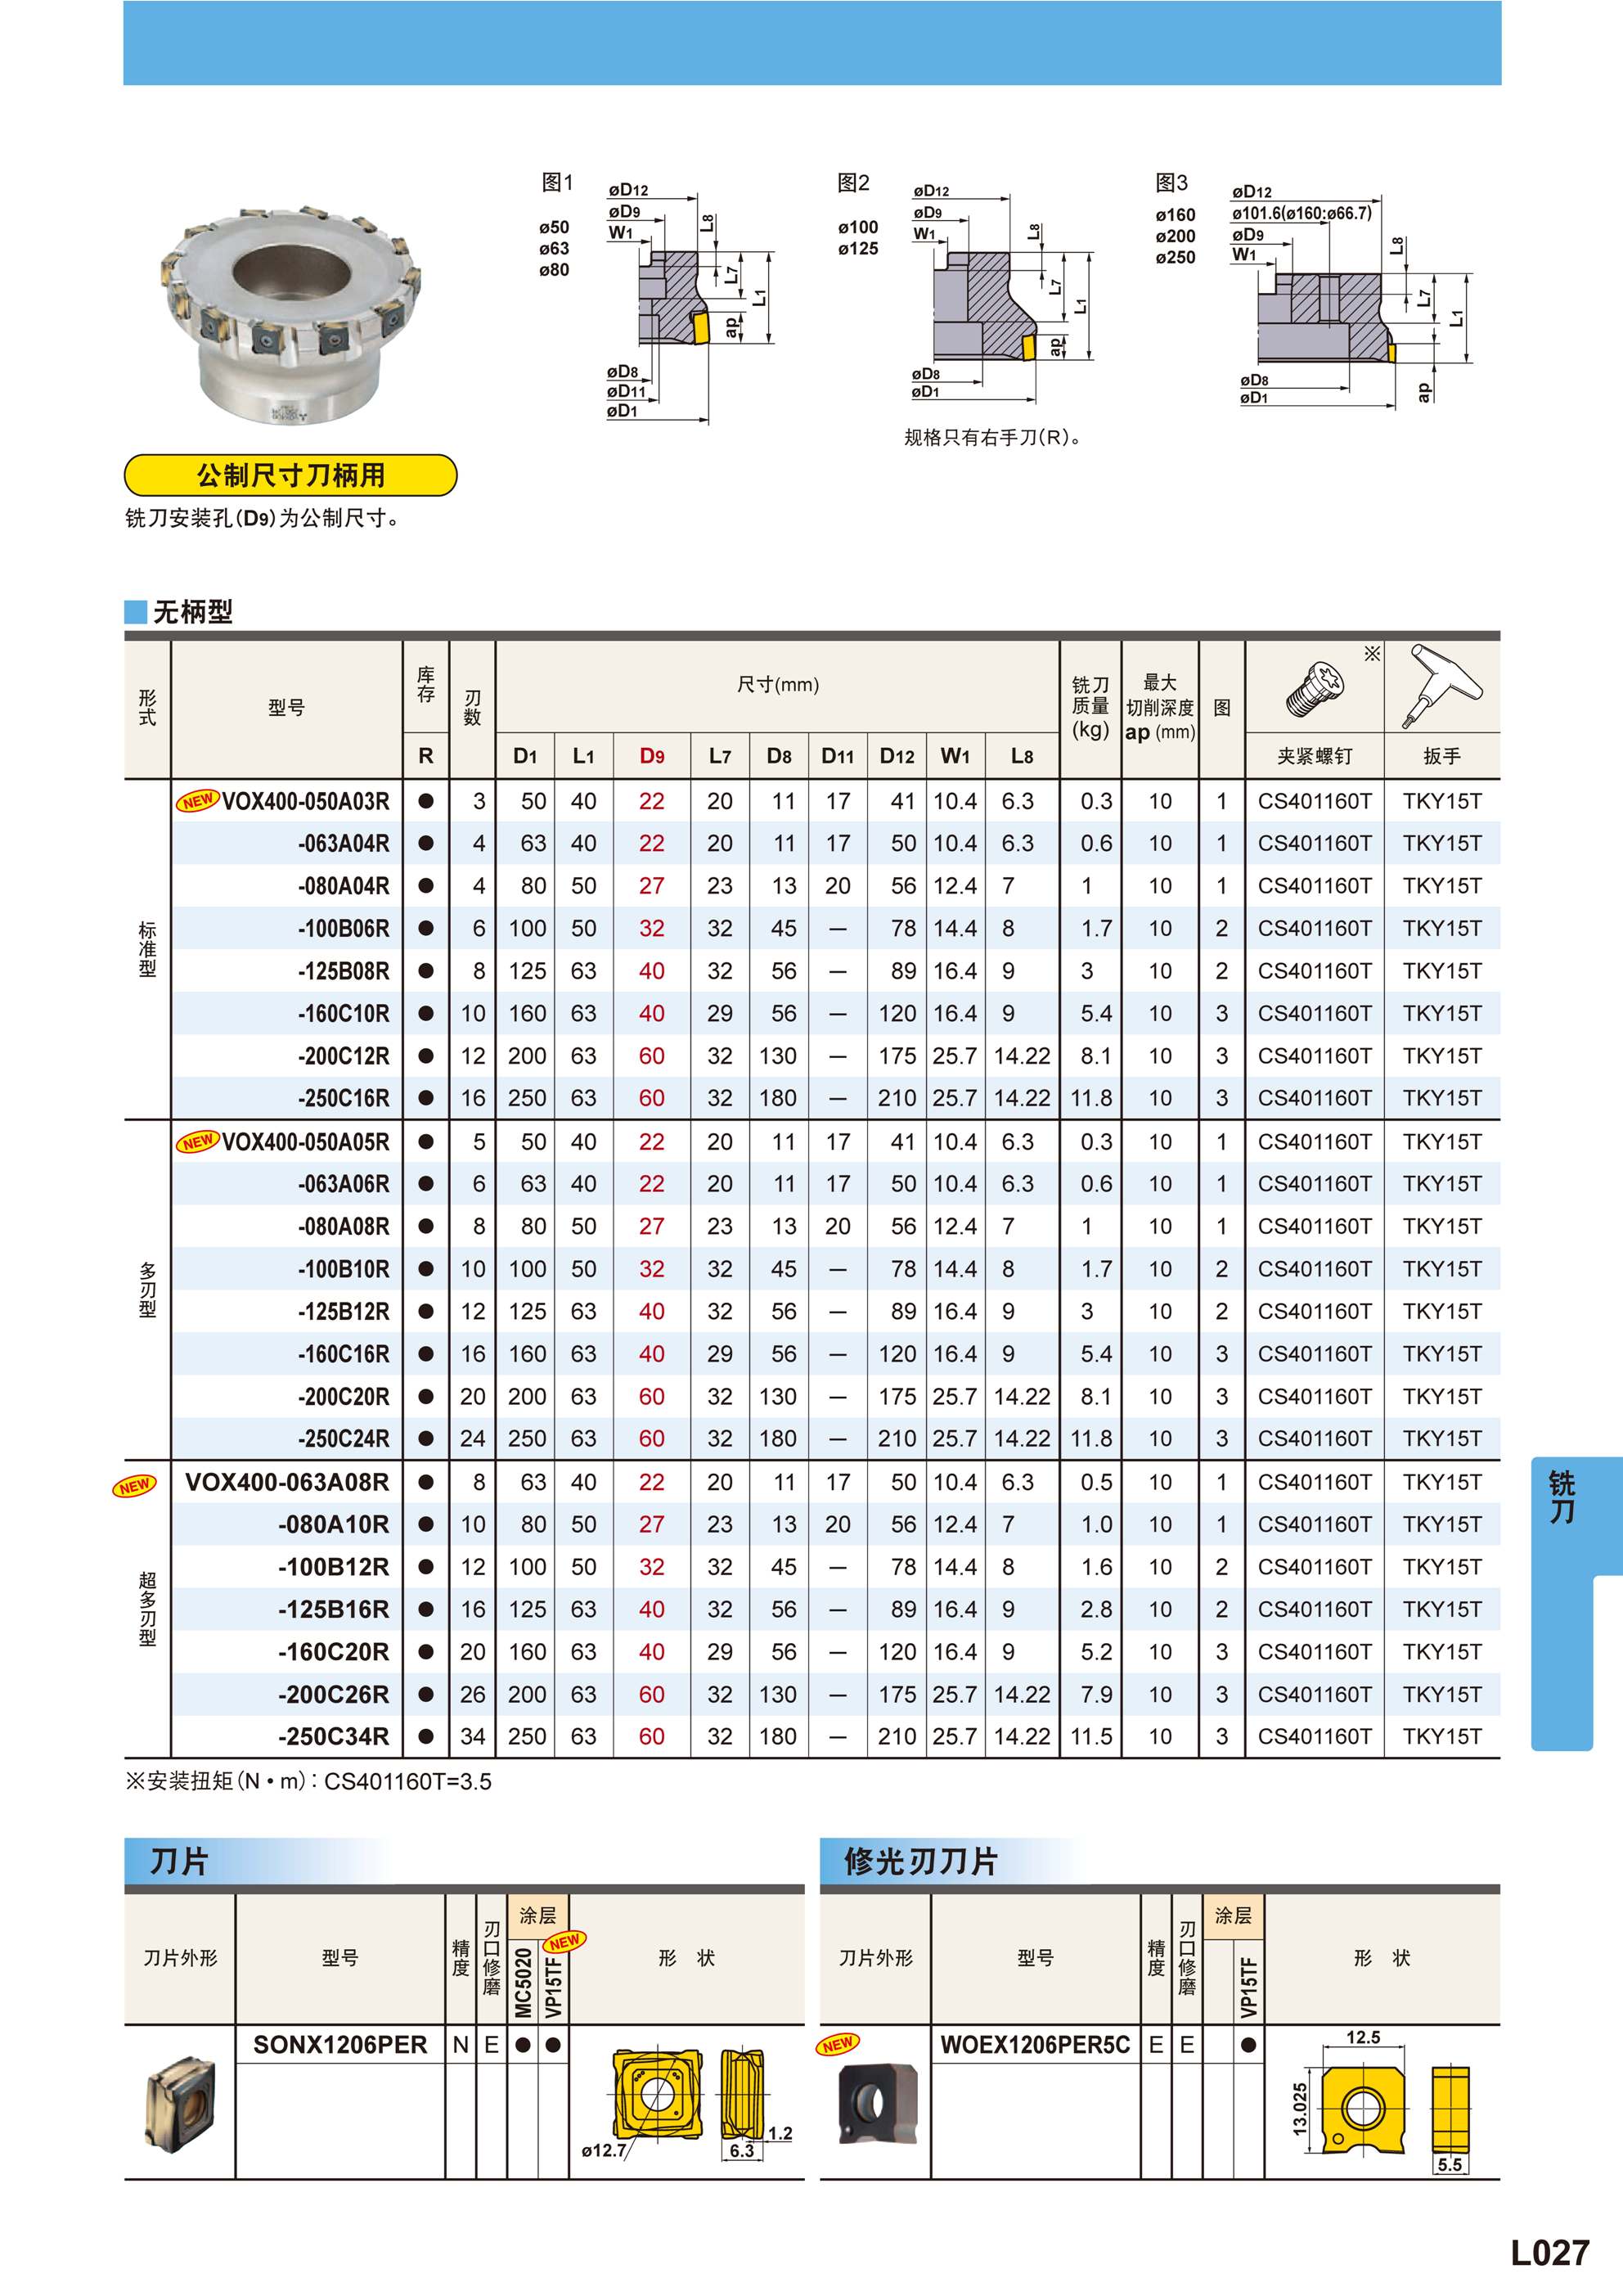 图1
ø50
ø63
ø80
øD12
øD9
W1
L8
L7
L1
ap
øD8
øD11
øD1
图2
ø100
ø125
øD12
øD9
W1
L8
L7
L1
ap
øD8
øD1
图3
ø160
ø200
ø250
øD12
ø101.6(ø160:ø66.7)
øD9
W1
L8
L7
L1
øD8
øD1
ap
规格只有右手刀(R)。
公制尺寸刀柄用
铣刀安装孔(D9)为公制尺寸。
无柄型
形式 型号 库存 刃数 尺寸(mm) 铣刀质量(kg) 最大切削深度ap (mm) 图 ※
R D1 L1 D9 L7 D8 D11 D12 W1 L8 夹紧螺钉 扳手
标准型
NEW VOX400-050A03R ● 3 50 40 22 20 11 17 41 10.4 6.3 0.3 10 1 CS401160T TKY15T
-063A04R ● 4 63 40 22 20 11 17 50 10.4 6.3 0.6 10 1 CS401160T TKY15T
-080A04R ● 4 80 50 27 23 13 20 56 12.4 7 1 10 1 CS401160T TKY15T
-100B06R ● 6 100 50 32 32 45 — 78 14.4 8 1.7 10 2 CS401160T TKY15T
-125B08R ● 8 125 63 40 32 56 — 89 16.4 9 3 10 2 CS401160T TKY15T
-160C10R ● 10 160 63 40 29 56 — 120 16.4 9 5.4 10 3 CS401160T TKY15T
-200C12R ● 12 200 63 60 32 130 — 175 25.7 14.22 8.1 10 3 CS401160T TKY15T
-250C16R ● 16 250 63 60 32 180 — 210 25.7 14.22 11.8 10 3 CS401160T TKY15T
多刃型
NEW VOX400-050A05R ● 5 50 40 22 20 11 17 41 10.4 6.3 0.3 10 1 CS401160T TKY15T
-063A06R ● 6 63 40 22 20 11 17 50 10.4 6.3 0.6 10 1 CS401160T TKY15T
-080A08R ● 8 80 50 27 23 13 20 56 12.4 7 1 10 1 CS401160T TKY15T
-100B10R ● 10 100 50 32 32 45 — 78 14.4 8 1.7 10 2 CS401160T TKY15T
-125B12R ● 12 125 63 40 32 56 — 89 16.4 9 3 10 2 CS401160T TKY15T
-160C16R ● 16 160 63 40 29 56 — 120 16.4 9 5.4 10 3 CS401160T TKY15T
-200C20R ● 20 200 63 60 32 130 — 175 25.7 14.22 8.1 10 3 CS401160T TKY15T
-250C24R ● 24 250 63 60 32 180 — 210 25.7 14.22 11.8 10 3 CS401160T TKY15T
超多刃型
NEW VOX400-063A08R ● 8 63 40 22 20 11 17 50 10.4 6.3 0.5 10 1 CS401160T TKY15T
-080A10R ● 10 80 50 27 23 13 20 56 12.4 7 1.0 10 1 CS401160T TKY15T
-100B12R ● 12 100 50 32 32 45 — 78 14.4 8 1.6 10 2 CS401160T TKY15T
-125B16R ● 16 125 63 40 32 56 — 89 16.4 9 2.8 10 2 CS401160T TKY15T
-160C20R ● 20 160 63 40 29 56 — 120 16.4 9 5.2 10 3 CS401160T TKY15T
-200C26R ● 26 200 63 60 32 130 — 175 25.7 14.22 7.9 10 3 CS401160T TKY15T
-250C34R ● 34 250 63 60 32 180 — 210 25.7 14.22 11.5 10 3 CS401160T TKY15T
※安装扭矩(N・m)：CS401160T=3.5
铣刀
刀片
刀片外形 型号 精度 刃口修磨 涂层 形 状
MC5020 VP15TF NEW
SONX1206PER N E ● ●
ø12.7
6.3
1.2
修光刃刀片
刀片外形 型号 精度 刃口修磨 涂层 形 状
VP15TF
NEW WOEX1206PER5C E E ●
12.5
13.025
5.5
L027